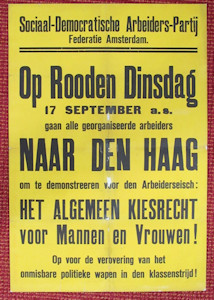 Sociaal-Democratische Arbeiders-Partij
Federatie Amsterdam.
Op Rooden Dinsdag
17 SEPTEMBER a.s.
gaan alle georganiseerde arbeiders
NAAR DEN HAAG
om te demonstreeren voor den Arbeiderseisch:
HET ALGEMEEN KIESRECHT
voor Mannen en Vrouwen!
Op voor de verovering van het
onmisbare politieke wapen in den klassenstrijd!